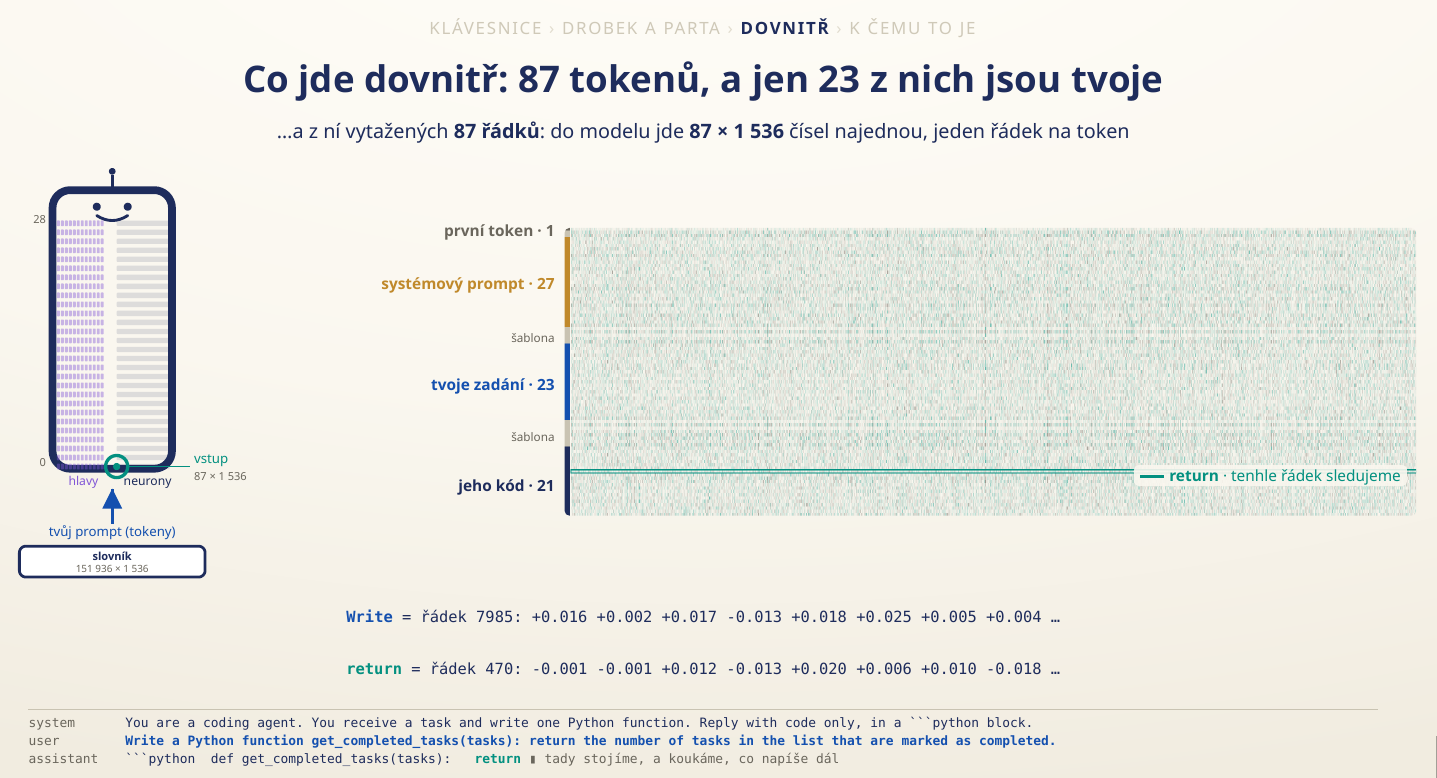 KLÁVESNICE › DROBEK A PARTA › DOVNITŘ › K ČEMU TO JE
Co jde dovnitř: 87 tokenů, a jen 23 z nich jsou tvoje
…a z ní vytažených 87 řádků: do modelu jde 87 × 1 536 čísel najednou, jeden řádek na token
28
0
hlavy
neurony
vstup
87 × 1 536
tvůj prompt (tokeny)
slovník
151 936 × 1 536
první token · 1
systémový prompt · 27
šablona
tvoje zadání · 23
šablona
jeho kód · 21
return · tenhle řádek sledujeme
Write = řádek 7985: +0.016 +0.002 +0.017 -0.013 +0.018 +0.025 +0.005 +0.004 …
return = řádek 470: -0.001 -0.001 +0.012 -0.013 +0.020 +0.006 +0.010 -0.018 …
system You are a coding agent. You receive a task and write one Python function. Reply with code only, in a ```python block.
user Write a Python function get_completed_tasks(tasks): return the number of tasks in the list that are marked as completed.
assistant ```python def get_completed_tasks(tasks): return ▮ tady stojíme, a koukáme, co napíše dál